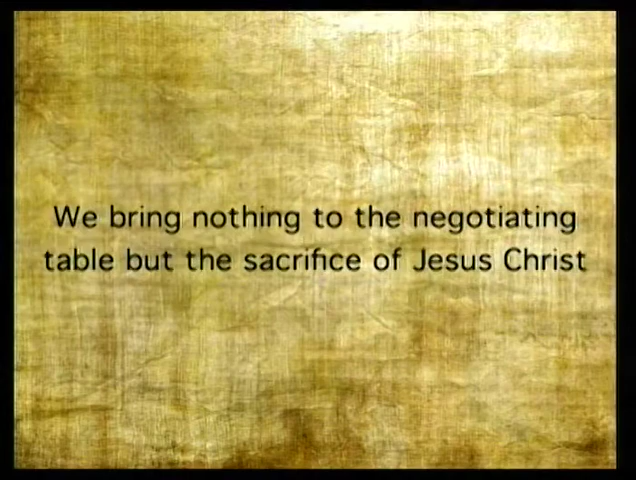 We bring nothing to the negotiating
table but the sacrifice of Jesus Christ